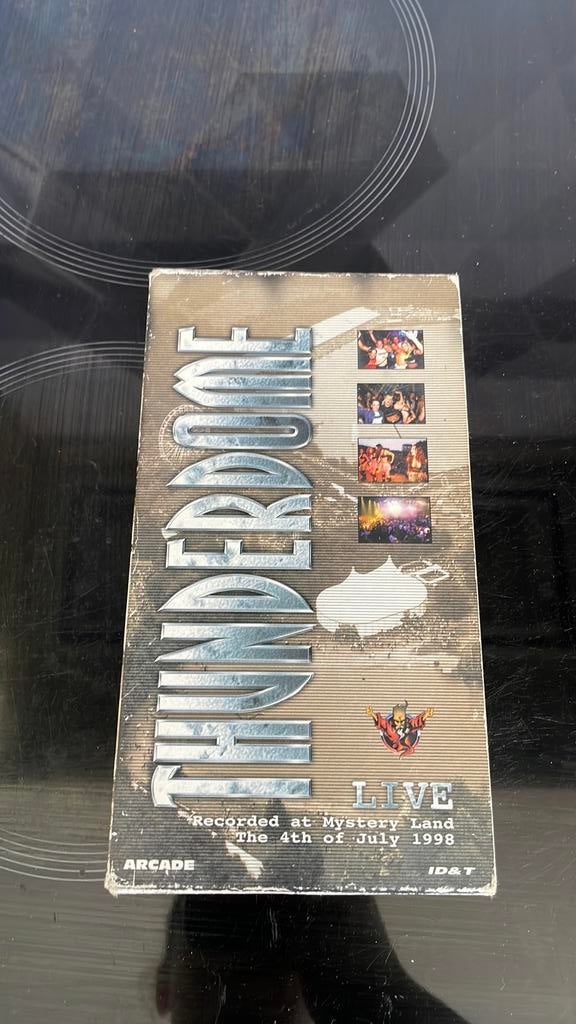 THUNDERDOME
LIVE
Recorded at Mystery Land
The 4th of July 1998
ARCADE
ID&T